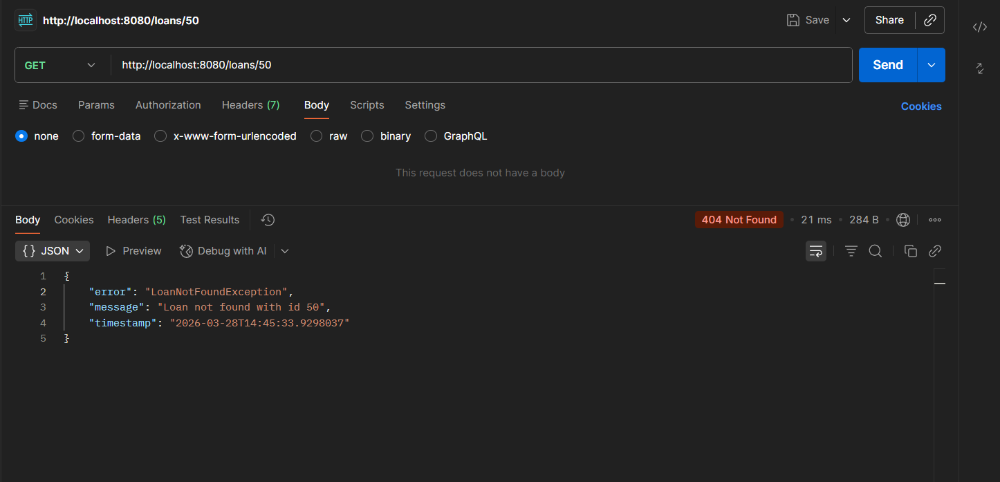 HTTP http://localhost:8080/loans/50 Save Share
GET http://localhost:8080/loans/50 Send
Docs Params Authorization Headers (7) Body Scripts Settings Cookies
none form-data x-www-form-urlencoded raw binary GraphQL
This request does not have a body
Body Cookies Headers (5) Test Results 404 Not Found • 21 ms • 284 B •
{} JSON Preview Debug with AI
1 {
2 "error": "LoanNotFoundException",
3 "message": "Loan not found with id 50",
4 "timestamp": "2026-03-28T14:45:33.9298037"
5 }